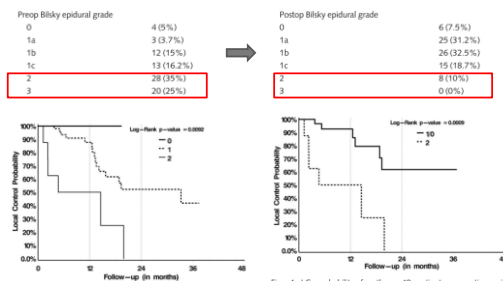 Preop Bilsky epidural grade
0 4 (5%)
1a 3 (3.7%)
1b 12 (15%)
1c 13 (16.2%)
2 28 (35%)
3 20 (25%)
Postop Bilsky epidural grade
0 6 (7.5%)
1a 25 (31.2%)
1b 26 (32.5%)
1c 15 (18.7%)
2 8 (10%)
3 0 (0%)
Log-Rank p-value =0.0092
0
1
2
Local Control Probability
100%
90%
80%
70%
60%
50%
40%
30%
20%
10%
0.0%
0 12 24 36 48
Follow-up (in months)
Log-Rank p-value =0.0009
1/0
2
Local Control Probability
100%
90%
80%
70%
60%
50%
40%
30%
20%
10%
0.0%
0 12 24 36
Follow-up (in months)